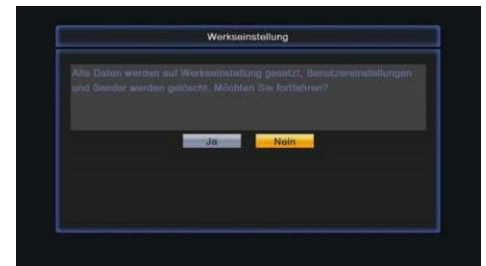 Werkseinstellung
Alle Daten werden auf Werkseinstellung gesetzt, Benutzereinstellungen
und Sender werden gelöscht. Möchten Sie fortfahren?
Ja
Nein